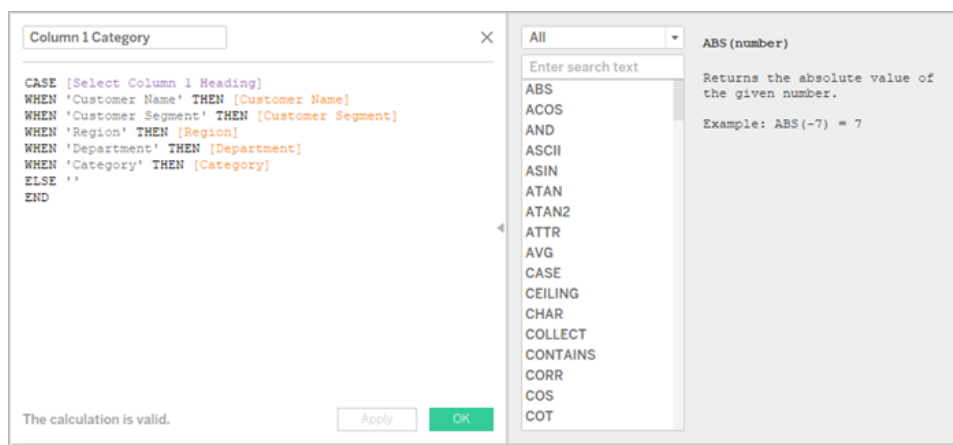 Column 1 Category
CASE [Select Column 1 Heading]
WHEN 'Customer Name' THEN [Customer Name]
WHEN 'Customer Segment' THEN [Customer Segment]
WHEN 'Region' THEN [Region]
WHEN 'Department' THEN [Department]
WHEN 'Category' THEN [Category]
ELSE ''
END
The calculation is valid.
Apply
OK
All
Enter search text
ABS
ACOS
AND
ASCII
ASIN
ATAN
ATAN2
ATTR
AVG
CASE
CEILING
CHAR
COLLECT
CONTAINS
CORR
COS
COT
ABS(number)
Returns the absolute value of
the given number.
Example: ABS(-7) = 7